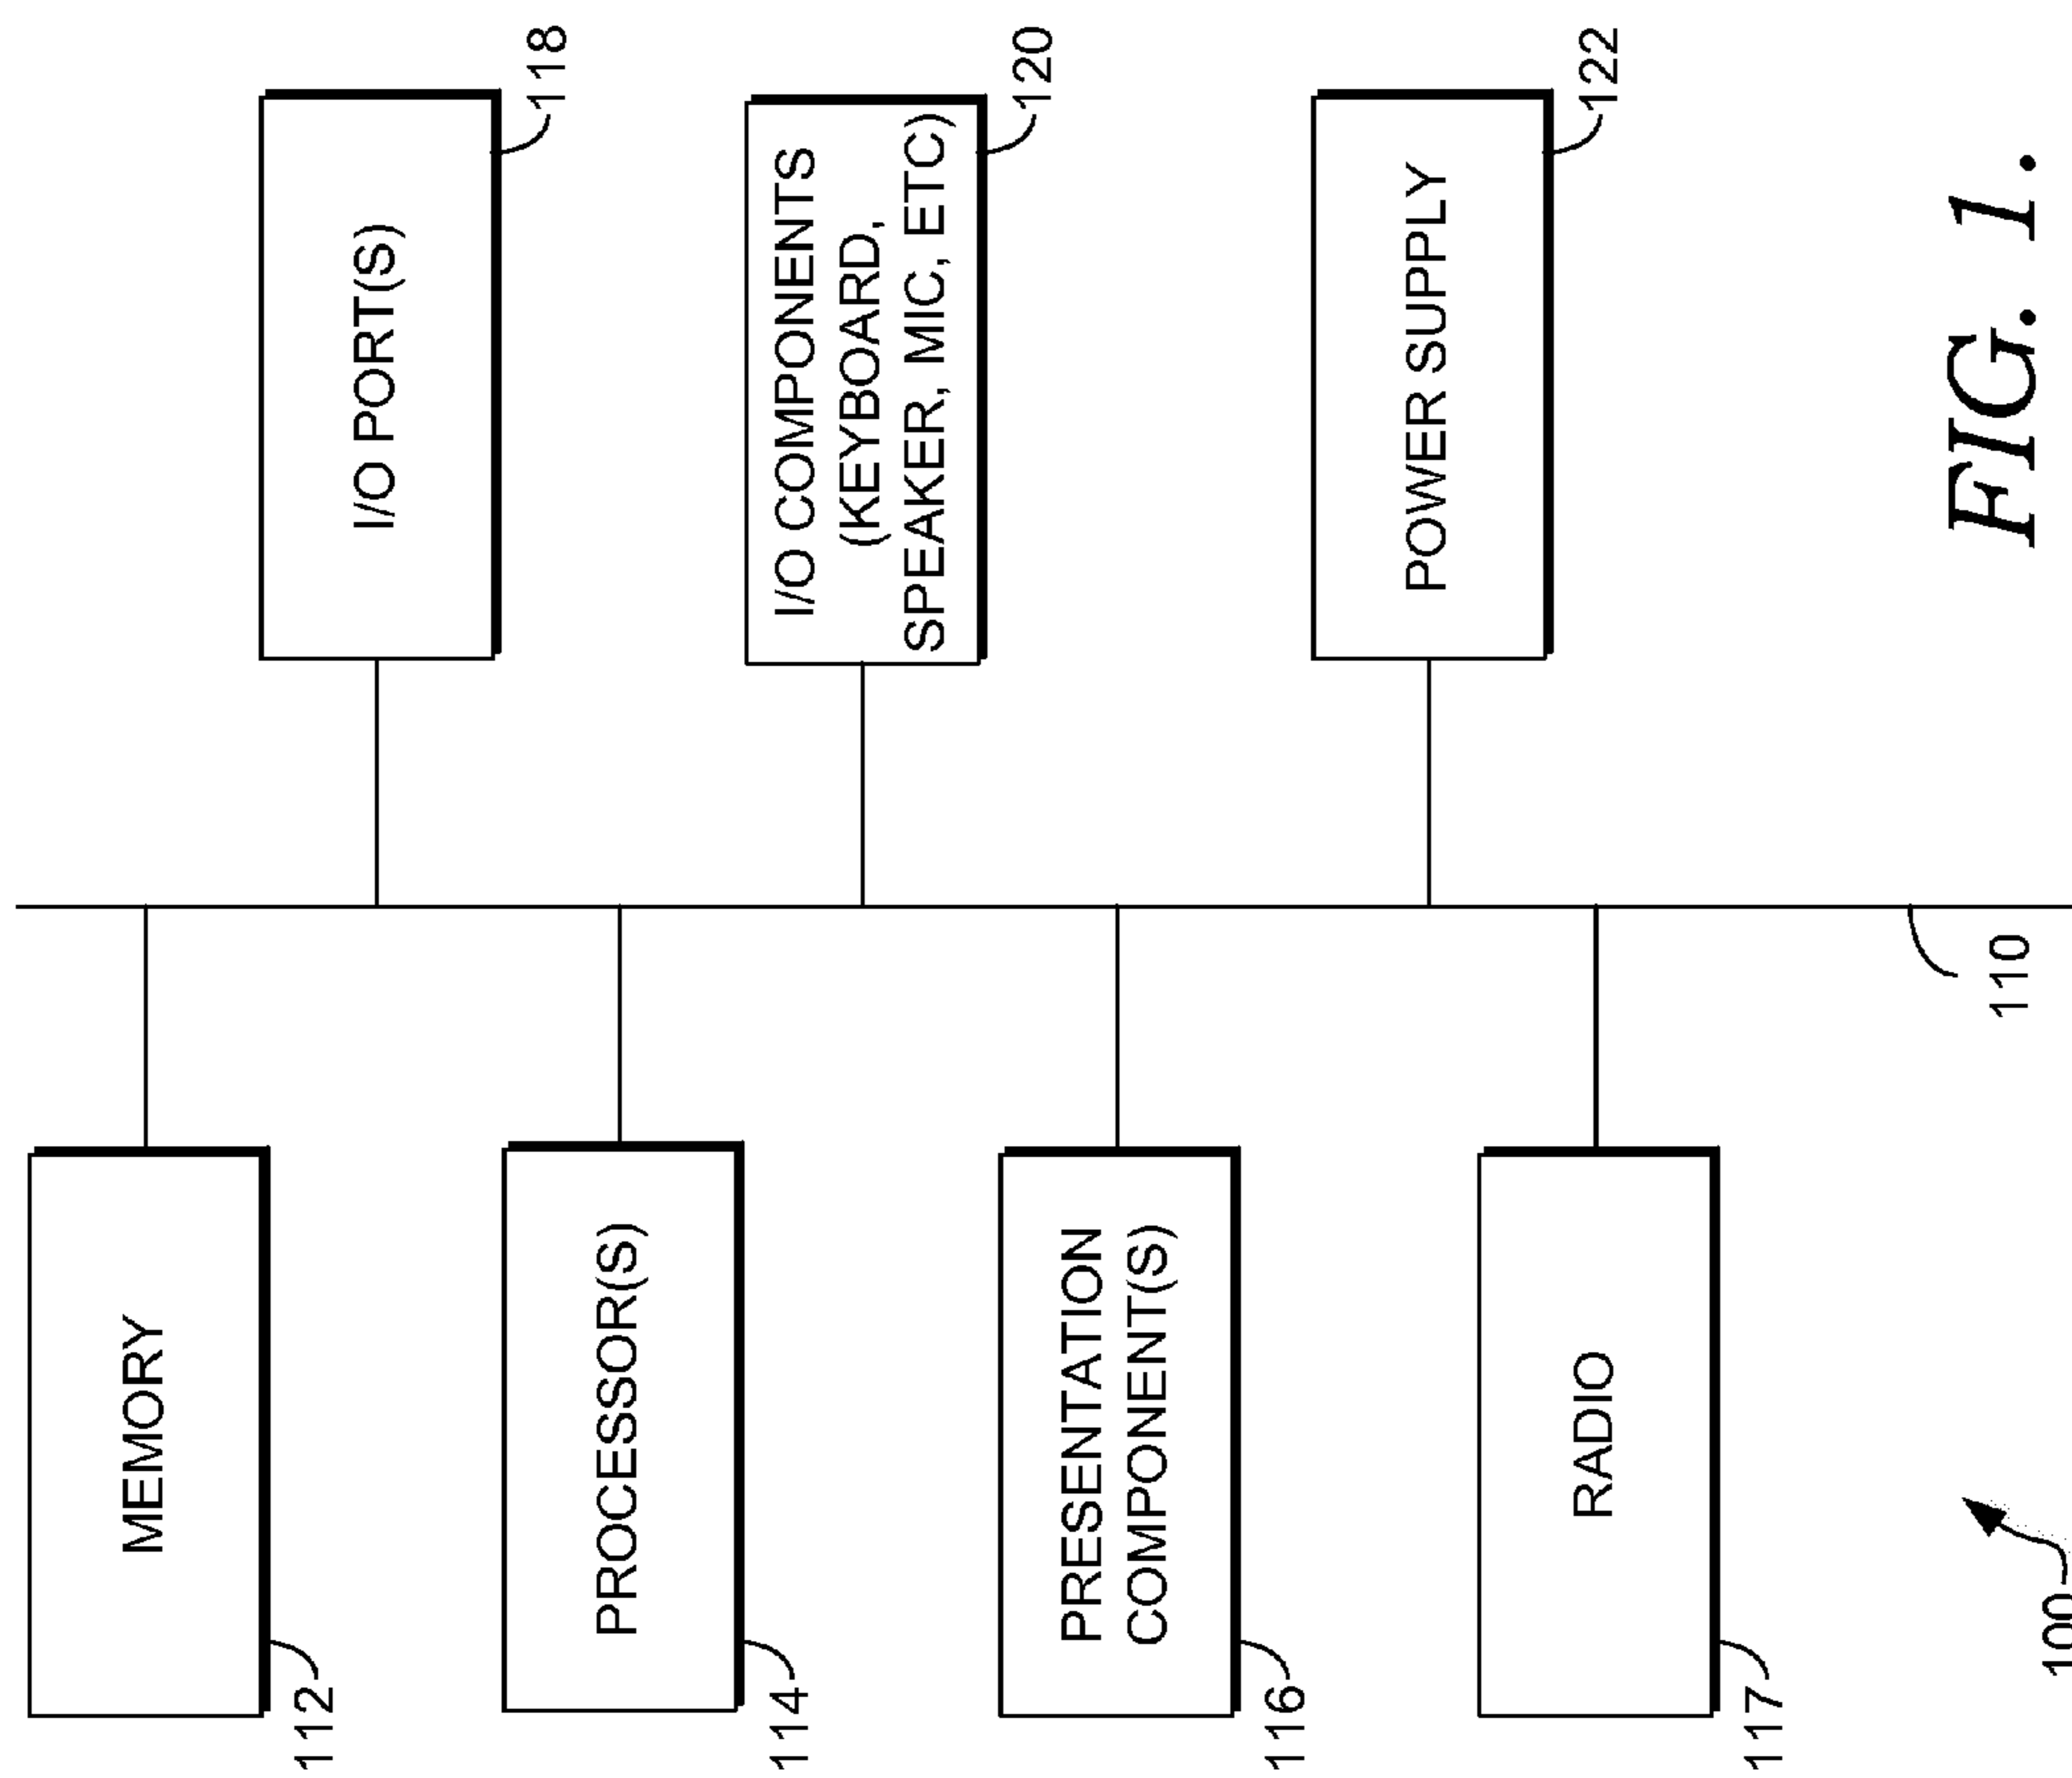 MEMORY
112
PROCESSOR(S)
114
PRESENTATION
COMPONENT(S)
116
RADIO
117
I/O PORT(S)
118
I/O COMPONENTS
(KEYBOARD,
SPEAKER, MIC, ETC)
120
POWER SUPPLY
122
110
100
FIG. 1.